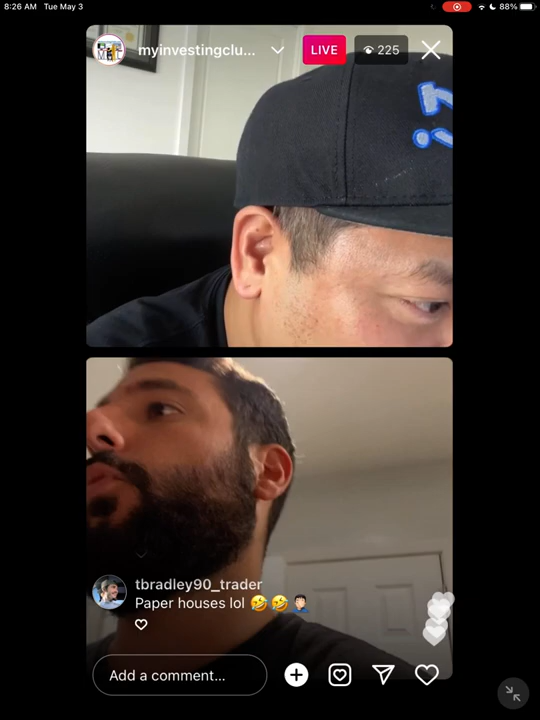 8:26 AM Tue May 3
88%
myinvestingclu...
LIVE
225
tbradley90_trader
Paper houses lol 🤣🤣🤦🏻‍♂️
Add a comment...